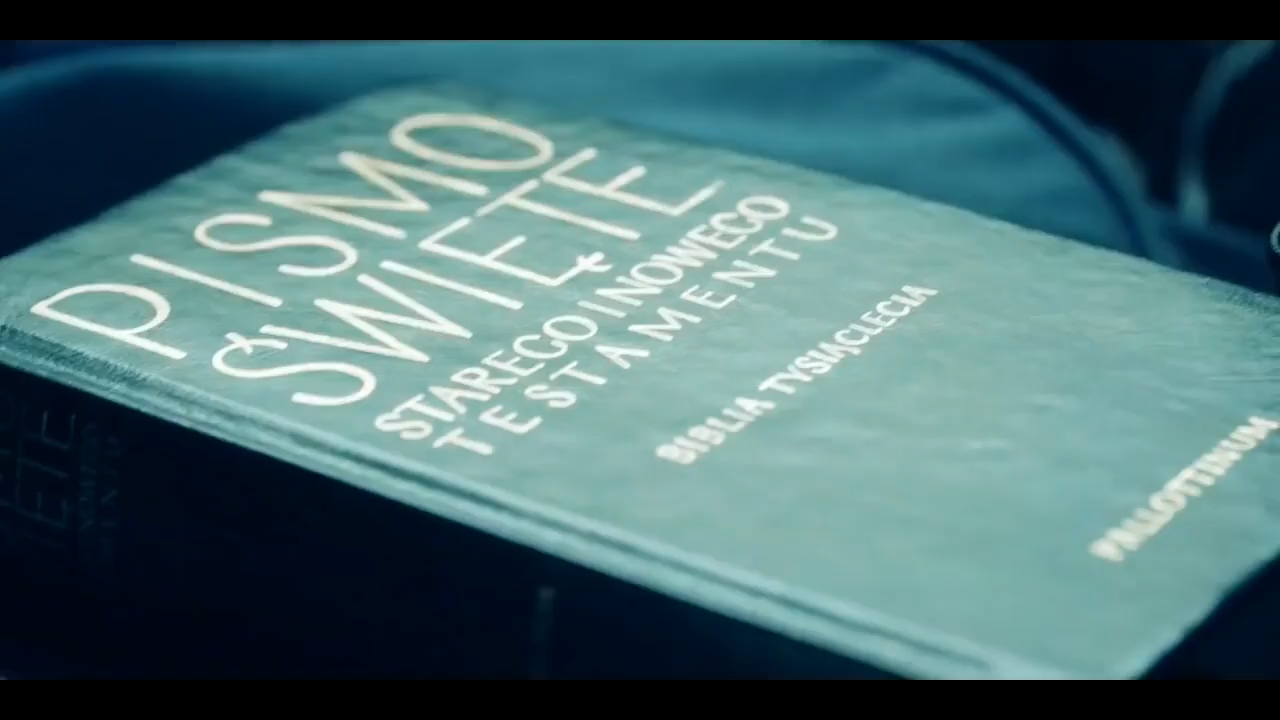 PISMO
ŚWIĘTE
STAREGO I NOWEGO
TESTAMENTU
BIBLIA TYSIĄCLECIA
PALLOTTINUM